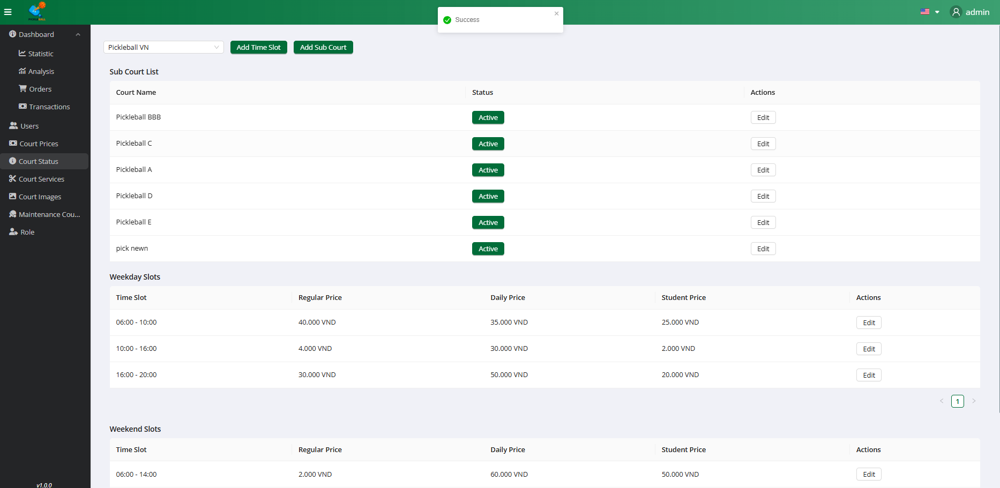 PICKLEBALL
Success
admin
Dashboard
Statistic
Analysis
Orders
Transactions
Users
Court Prices
Court Status
Court Services
Court Images
Maintenance Cou...
Role
v1.0.0
Pickleball VN
Add Time Slot
Add Sub Court
Sub Court List
Court Name Status Actions
Pickleball BBB Active Edit
Pickleball C Active Edit
Pickleball A Active Edit
Pickleball D Active Edit
Pickleball E Active Edit
pick newn Active Edit
Weekday Slots
Time Slot Regular Price Daily Price Student Price Actions
06:00 - 10:00 40.000 VND 35.000 VND 25.000 VND Edit
10:00 - 16:00 4.000 VND 30.000 VND 2.000 VND Edit
16:00 - 20:00 30.000 VND 50.000 VND 20.000 VND Edit
1
Weekend Slots
Time Slot Regular Price Daily Price Student Price Actions
06:00 - 14:00 2.000 VND 60.000 VND 50.000 VND Edit